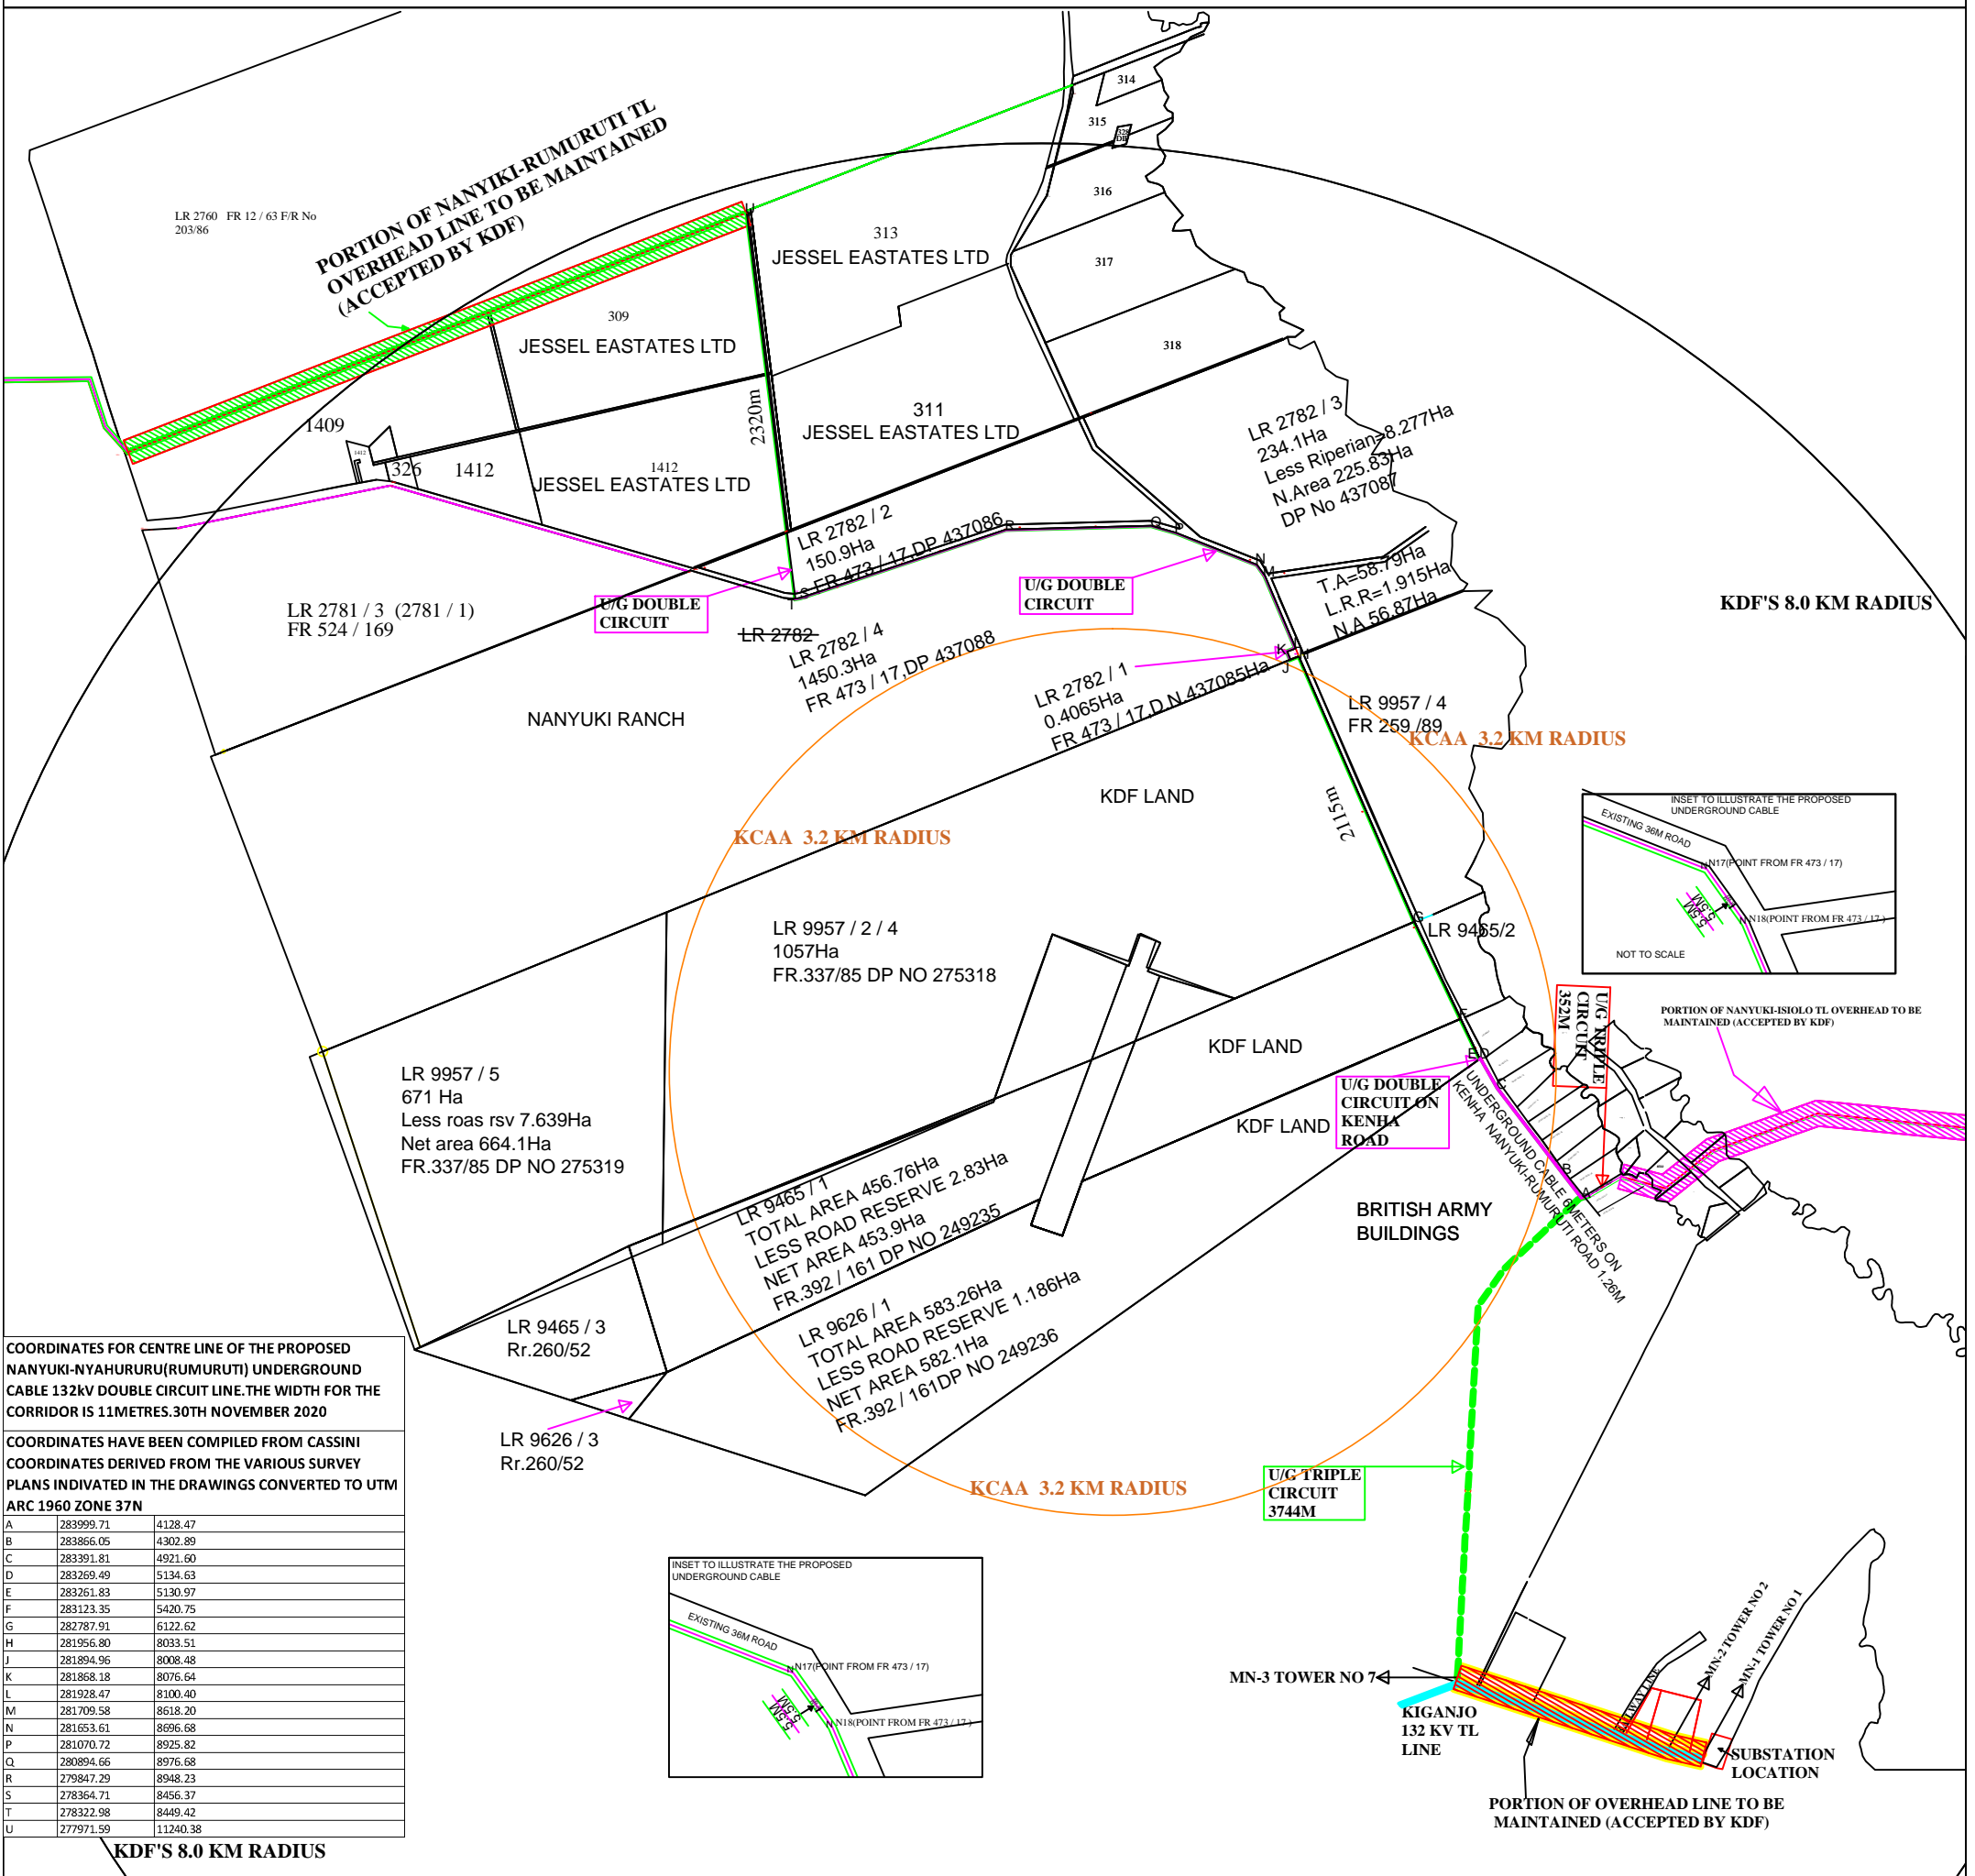 314
315
328
DB
316
317
318
PORTION OF NANYIKI-RUMURUTI TL
OVERHEAD LINE TO BE MAINTAINED
(ACCEPTED BY KDF)
LR 2760 FR 12 / 63 F/R No
203/86
U
313
JESSEL EASTATES LTD
309
JESSEL EASTATES LTD
2320m
311
JESSEL EASTATES LTD
1409
1412
326
1412
1412
JESSEL EASTATES LTD
LR 2782 / 3
234.1Ha
Less Riperian=8.277Ha
N.Area 225.83Ha
DP No 437087
LR 2782 / 2
150.9Ha
FR 473 / 17,DP 437086
R
Q
P
N
M
S
T
T.A=58.79Ha
L.R.R=1.915Ha
N.A 56.87Ha
U/G DOUBLE
CIRCUIT
U/G DOUBLE
CIRCUIT
KDF'S 8.0 KM RADIUS
LR 2781 / 3 (2781 / 1)
FR 524 / 169
LR 2782
LR 2782 / 4
1450.3Ha
FR 473 / 17,DP 437088
K
J
LR 2782 / 1
0.4065Ha
FR 473 / 17,D.N.437085Ha
NANYUKI RANCH
LR 9957 / 4
FR 259 /89
KCAA 3.2 KM RADIUS
KDF LAND
2115m
KCAA 3.2 KM RADIUS
INSET TO ILLUSTRATE THE PROPOSED
UNDERGROUND CABLE
EXISTING 36M ROAD
N17(POINT FROM FR 473 / 17)
5.5M
5.5M
N18(POINT FROM FR 473 / 17 )
NOT TO SCALE
G
LR 9465/2
LR 9957 / 2 / 4
1057Ha
FR.337/85 DP NO 275318
U/G TRIPLE
CIRCUIT
352M
PORTION OF NANYUKI-ISIOLO TL OVERHEAD TO BE
MAINTAINED (ACCEPTED BY KDF)
F
KDF LAND
E
D
C
B
A
LR 9957 / 5
671 Ha
Less roas rsv 7.639Ha
Net area 664.1Ha
FR.337/85 DP NO 275319
U/G DOUBLE
CIRCUIT ON
KENHA
ROAD
KDF LAND
UNDERGROUND CABLE 6METERS ON
KENHA NANYUKI-RUMURUTI ROAD 1.26M
LR 9465 / 1
TOTAL AREA 456.76Ha
LESS ROAD RESERVE 2.83Ha
NET AREA 453.9Ha
FR.392 / 161 DP NO 249235
BRITISH ARMY
BUILDINGS
LR 9626 / 1
TOTAL AREA 583.26Ha
LESS ROAD RESERVE 1.186Ha
NET AREA 582.1Ha
FR.392 / 161DP NO 249236
LR 9465 / 3
Rr.260/52
LR 9626 / 3
Rr.260/52
COORDINATES FOR CENTRE LINE OF THE PROPOSED
NANYUKI-NYAHURURU(RUMURUTI) UNDERGROUND
CABLE 132kV DOUBLE CIRCUIT LINE.THE WIDTH FOR THE
CORRIDOR IS 11METRES.30TH NOVEMBER 2020
COORDINATES HAVE BEEN COMPILED FROM CASSINI
COORDINATES DERIVED FROM THE VARIOUS SURVEY
PLANS INDIVATED IN THE DRAWINGS CONVERTED TO UTM
ARC 1960 ZONE 37N
A 283999.71 4128.47
B 283866.05 4302.89
C 283391.81 4921.60
D 283269.49 5134.63
E 283261.83 5130.97
F 283123.35 5420.75
G 282787.91 6122.62
H 281956.80 8033.51
J 281894.96 8008.48
K 281868.18 8076.64
L 281928.47 8100.40
M 281709.58 8618.20
N 281653.61 8696.68
P 281070.72 8925.82
Q 280894.66 8976.68
R 279847.29 8948.23
S 278364.71 8456.37
T 278322.98 8449.42
U 277971.59 11240.38
KDF'S 8.0 KM RADIUS
KCAA 3.2 KM RADIUS
U/G TRIPLE
CIRCUIT
3744M
INSET TO ILLUSTRATE THE PROPOSED
UNDERGROUND CABLE
EXISTING 36M ROAD
N17(POINT FROM FR 473 / 17)
5.5M
5.5M
N18(POINT FROM FR 473 / 17 )
MN-3 TOWER NO 7
KIGANJO
132 KV TL
LINE
RAILWAY LINE
MN-2 TOWER NO 2
MN-1 TOWER NO 1
SUBSTATION
LOCATION
PORTION OF OVERHEAD LINE TO BE
MAINTAINED (ACCEPTED BY KDF)